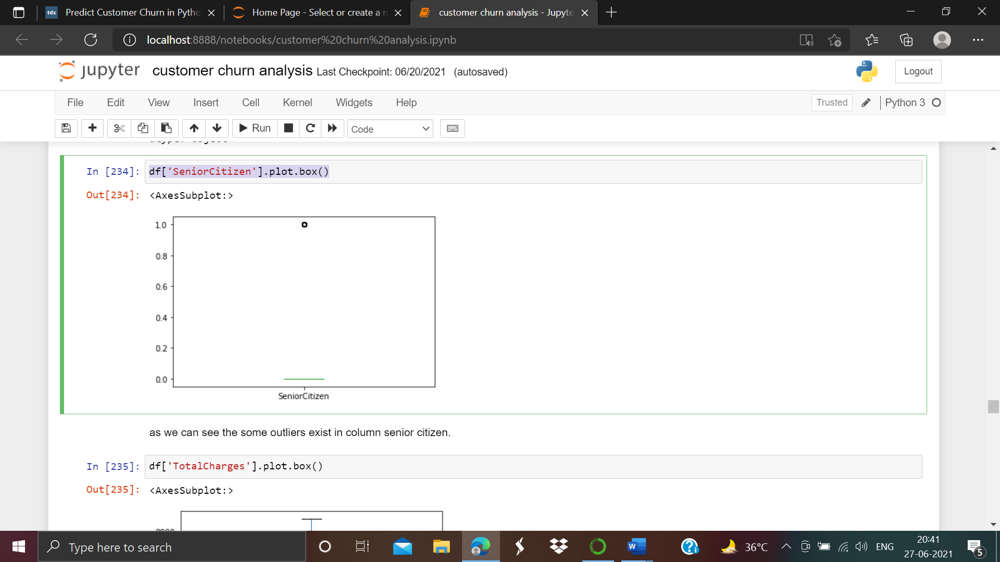 tds Predict Customer Churn in Pytho
Home Page - Select or create a n
customer churn analysis - Jupyte
localhost:8888/notebooks/customer%20churn%20analysis.ipynb
jupyter customer churn analysis Last Checkpoint: 06/20/2021 (autosaved)
Logout
File Edit View Insert Cell Kernel Widgets Help
Trusted Python 3
Run Code
In [234]: df['SeniorCitizen'].plot.box()
Out[234]: <AxesSubplot:>
1.0
0.8
0.6
0.4
0.2
0.0
SeniorCitizen
as we can see the some outliers exist in column senior citizen.
In [235]: df['TotalCharges'].plot.box()
Out[235]: <AxesSubplot:>
Type here to search
W
36°C
ENG
20:41
27-06-2021
5